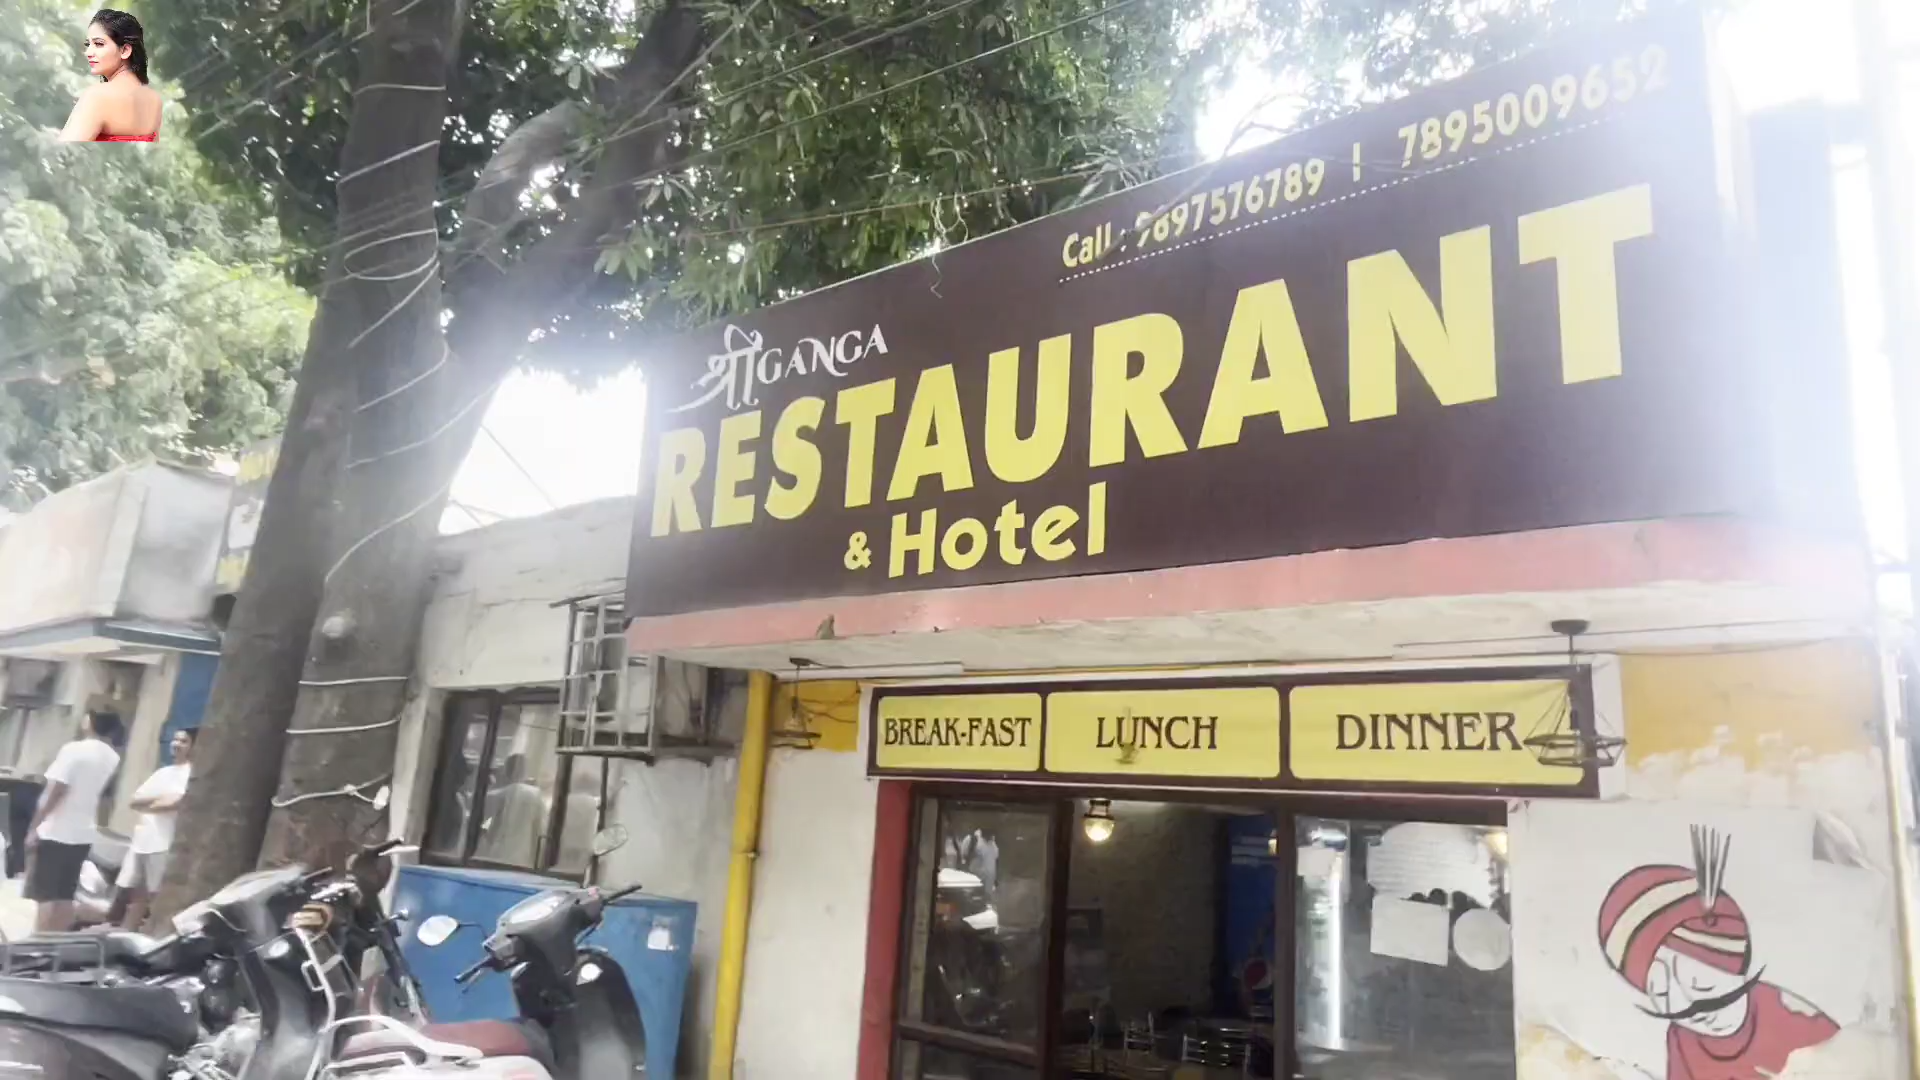 Call : 9897576789 | 7895009652
श्री GANGA
RESTAURANT
& Hotel
BREAK-FAST LUNCH DINNER